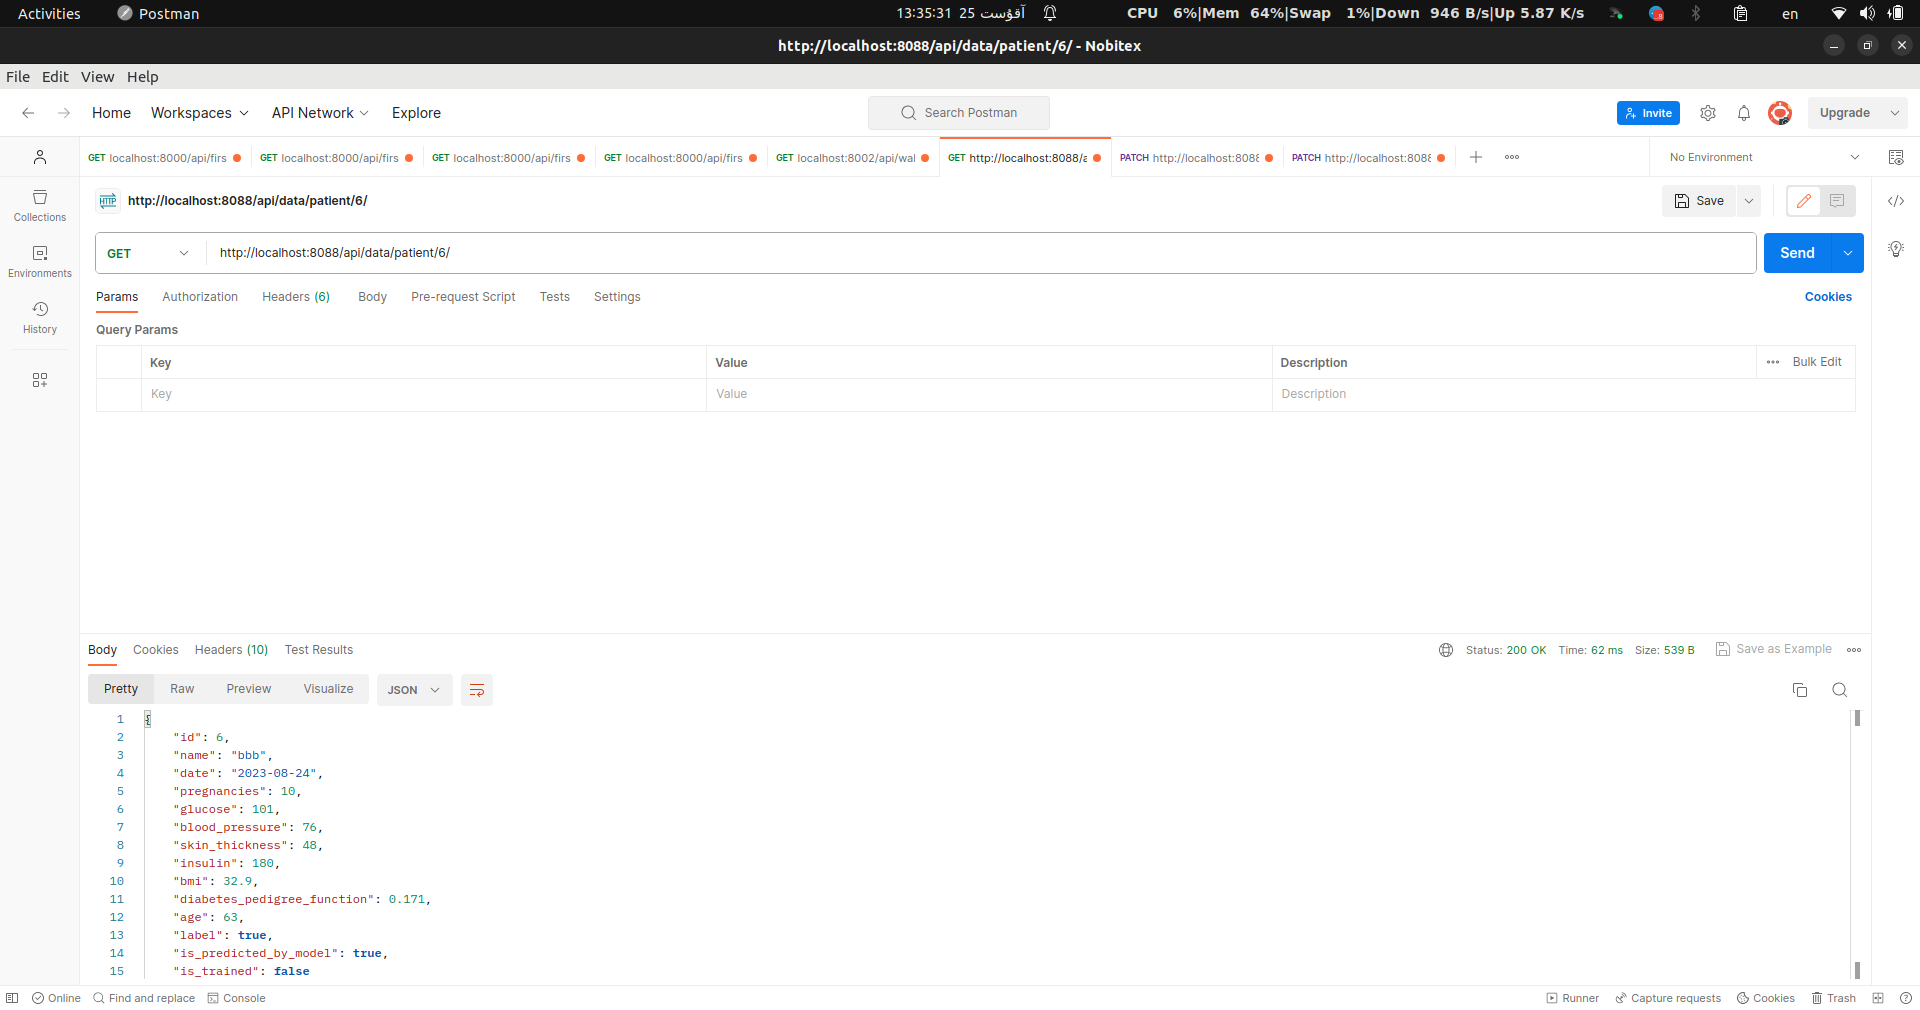 Activities Postman 13:35:31 25 آقۇست CPU 6%|Mem 64%|Swap 1%|Down 946 B/s|Up 5.87 K/s en
http://localhost:8088/api/data/patient/6/ - Nobitex
File Edit View Help
Home Workspaces API Network Explore Search Postman Invite Upgrade
GET localhost:8000/api/firs GET localhost:8000/api/firs GET localhost:8000/api/firs GET localhost:8000/api/firs GET localhost:8002/api/wal GET http://localhost:8088/a PATCH http://localhost:8088 PATCH http://localhost:8088 No Environment
HTTP http://localhost:8088/api/data/patient/6/ Save
Collections
GET http://localhost:8088/api/data/patient/6/ Send
Environments
Params Authorization Headers (6) Body Pre-request Script Tests Settings Cookies
History
Query Params
Key Value Description Bulk Edit
Key Value Description
Body Cookies Headers (10) Test Results Status: 200 OK Time: 62 ms Size: 539 B Save as Example
Pretty Raw Preview Visualize JSON
1 {
2 "id": 6,
3 "name": "bbb",
4 "date": "2023-08-24",
5 "pregnancies": 10,
6 "glucose": 101,
7 "blood_pressure": 76,
8 "skin_thickness": 48,
9 "insulin": 180,
10 "bmi": 32.9,
11 "diabetes_pedigree_function": 0.171,
12 "age": 63,
13 "label": true,
14 "is_predicted_by_model": true,
15 "is_trained": false
Online Find and replace Console Runner Capture requests Cookies Trash